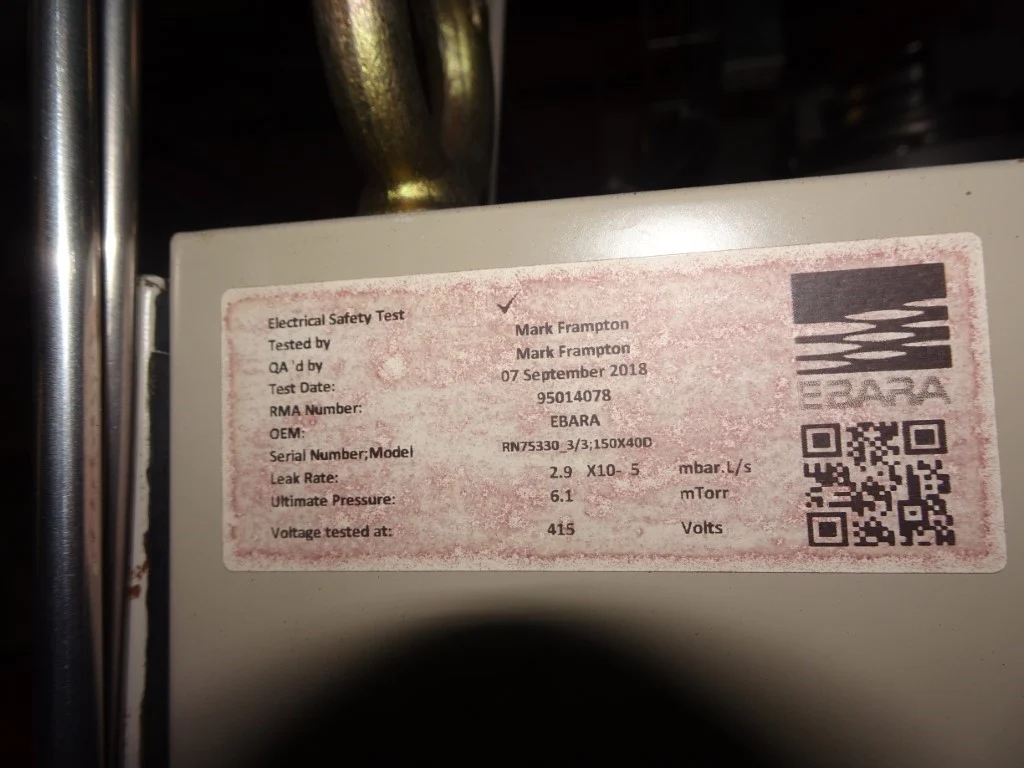 Electrical Safety Test ✓
Tested by Mark Frampton
QA 'd by Mark Frampton
Test Date: 07 September 2018
RMA Number: 95014078
OEM: EBARA
Serial Number;Model RN75330_3/3;150X40D
Leak Rate: 2.9 X10- 5 mbar.L/s
Ultimate Pressure: 6.1 mTorr
Voltage tested at: 415 Volts
EBARA